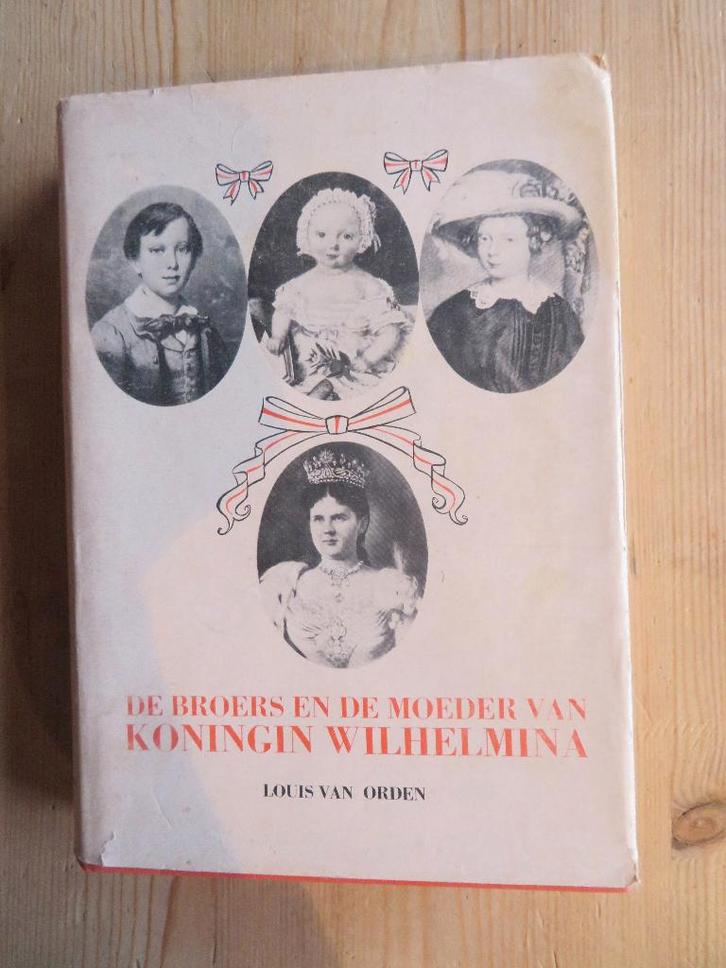 DE BROERS EN DE MOEDER VAN
KONINGIN WILHELMINA
LOUIS VAN ORDEN